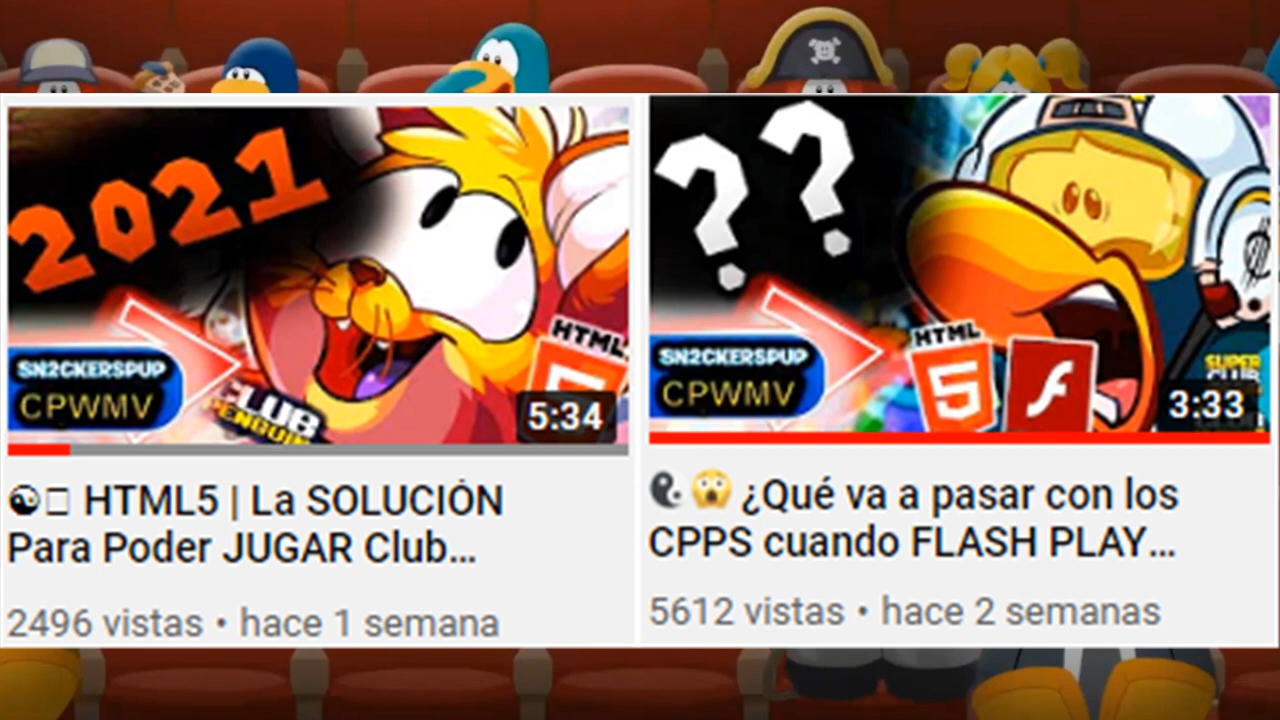 2021
SN2CKERSPUP
CPWMV
CLUB
PENGUIN
HTML
5
5:34
☯□ HTML5 | La SOLUCIÓN
Para Poder JUGAR Club...
2496 vistas • hace 1 semana
??
SN2CKERSPUP
CPWMV
HTML
5
f
SUPER
CLUB
3:33
☯😱 ¿Qué va a pasar con los
CPPS cuando FLASH PLAY...
5612 vistas • hace 2 semanas